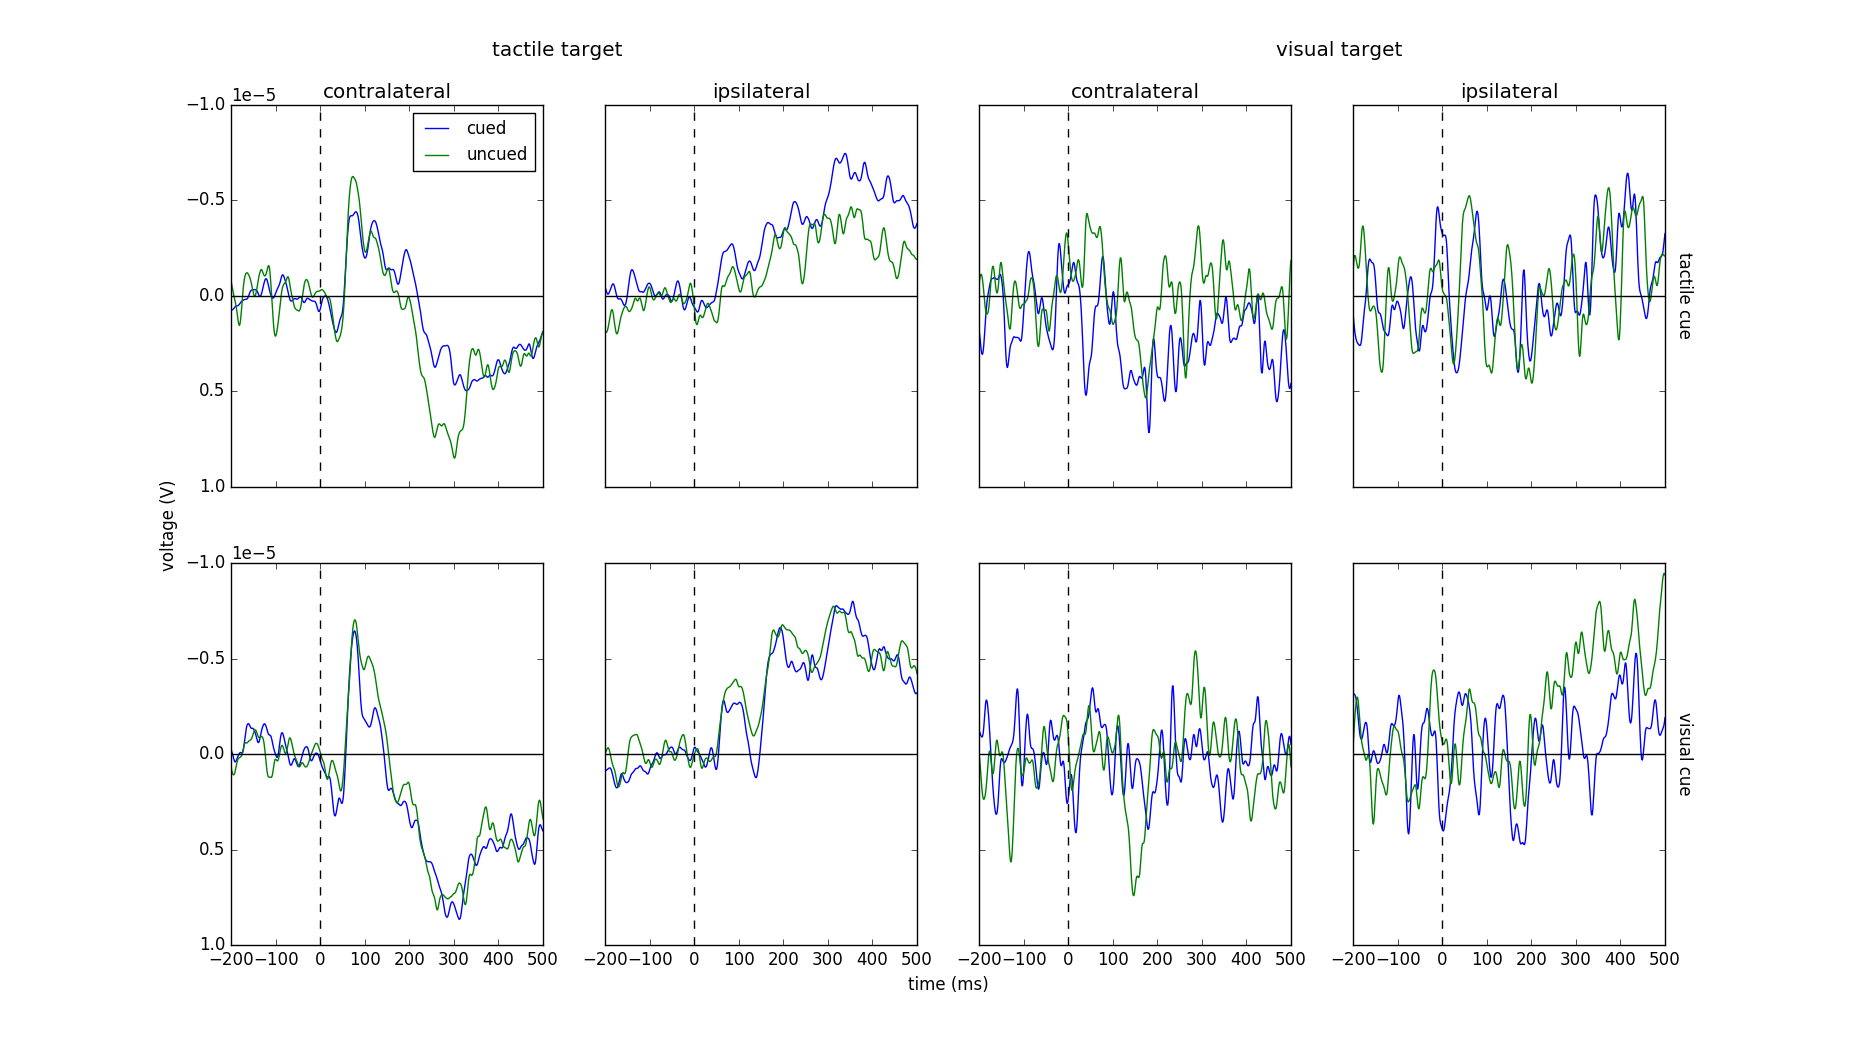 tactile target visual target
contralateral ipsilateral contralateral ipsilateral
1e−5
−1.0
−0.5
0.0
0.5
1.0
cued
uncued
tactile cue
voltage (V)
1e−5
−1.0
−0.5
0.0
0.5
1.0
visual cue
−200 −100 0 100 200 300 400 500 −200 −100 0 100 200 300 400 500 −200 −100 0 100 200 300 400 500 −200 −100 0 100 200 300 400 500
time (ms)